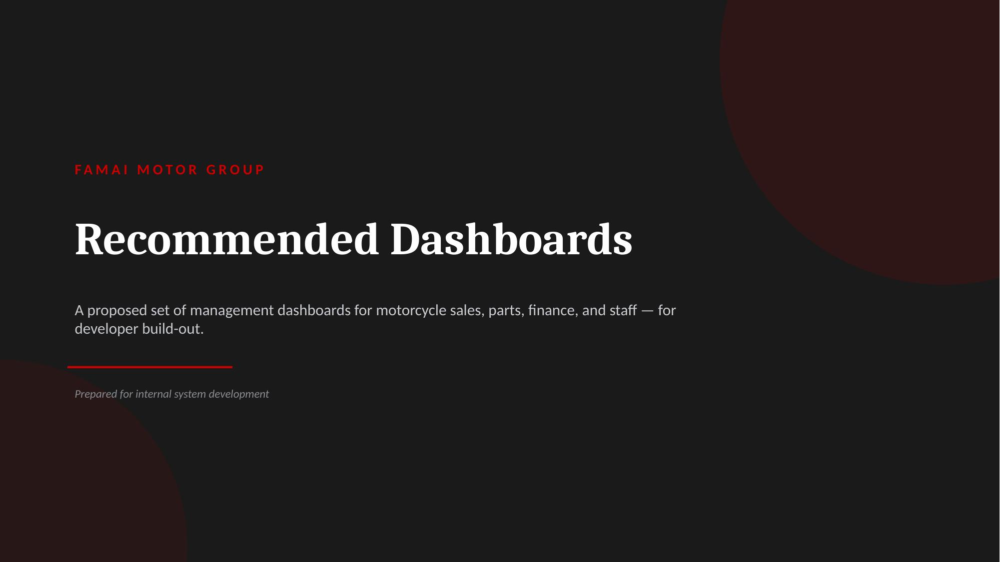 FAMAI MOTOR GROUP
Recommended Dashboards
A proposed set of management dashboards for motorcycle sales, parts, finance, and staff — for
developer build-out.
Prepared for internal system development